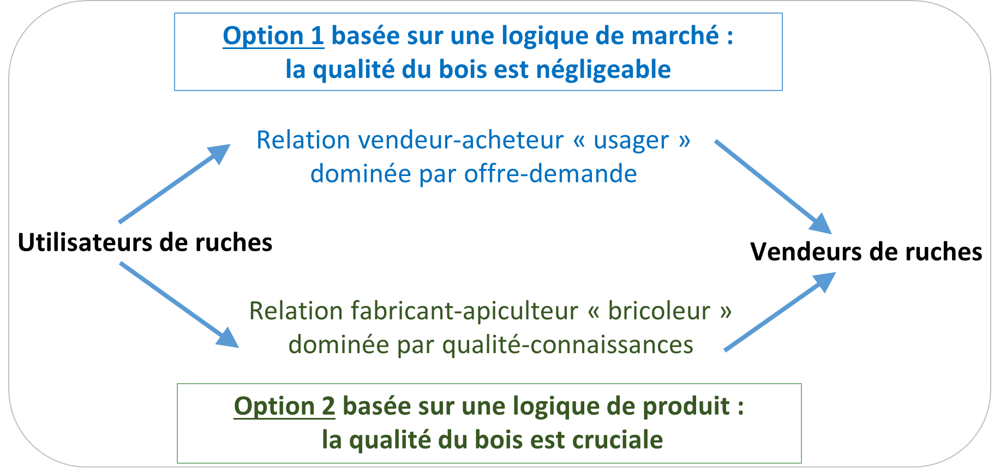 Option 1 basée sur une logique de marché :
la qualité du bois est négligeable
Relation vendeur-acheteur « usager »
dominée par offre-demande
Utilisateurs de ruches
Vendeurs de ruches
Relation fabricant-apiculteur « bricoleur »
dominée par qualité-connaissances
Option 2 basée sur une logique de produit :
la qualité du bois est cruciale